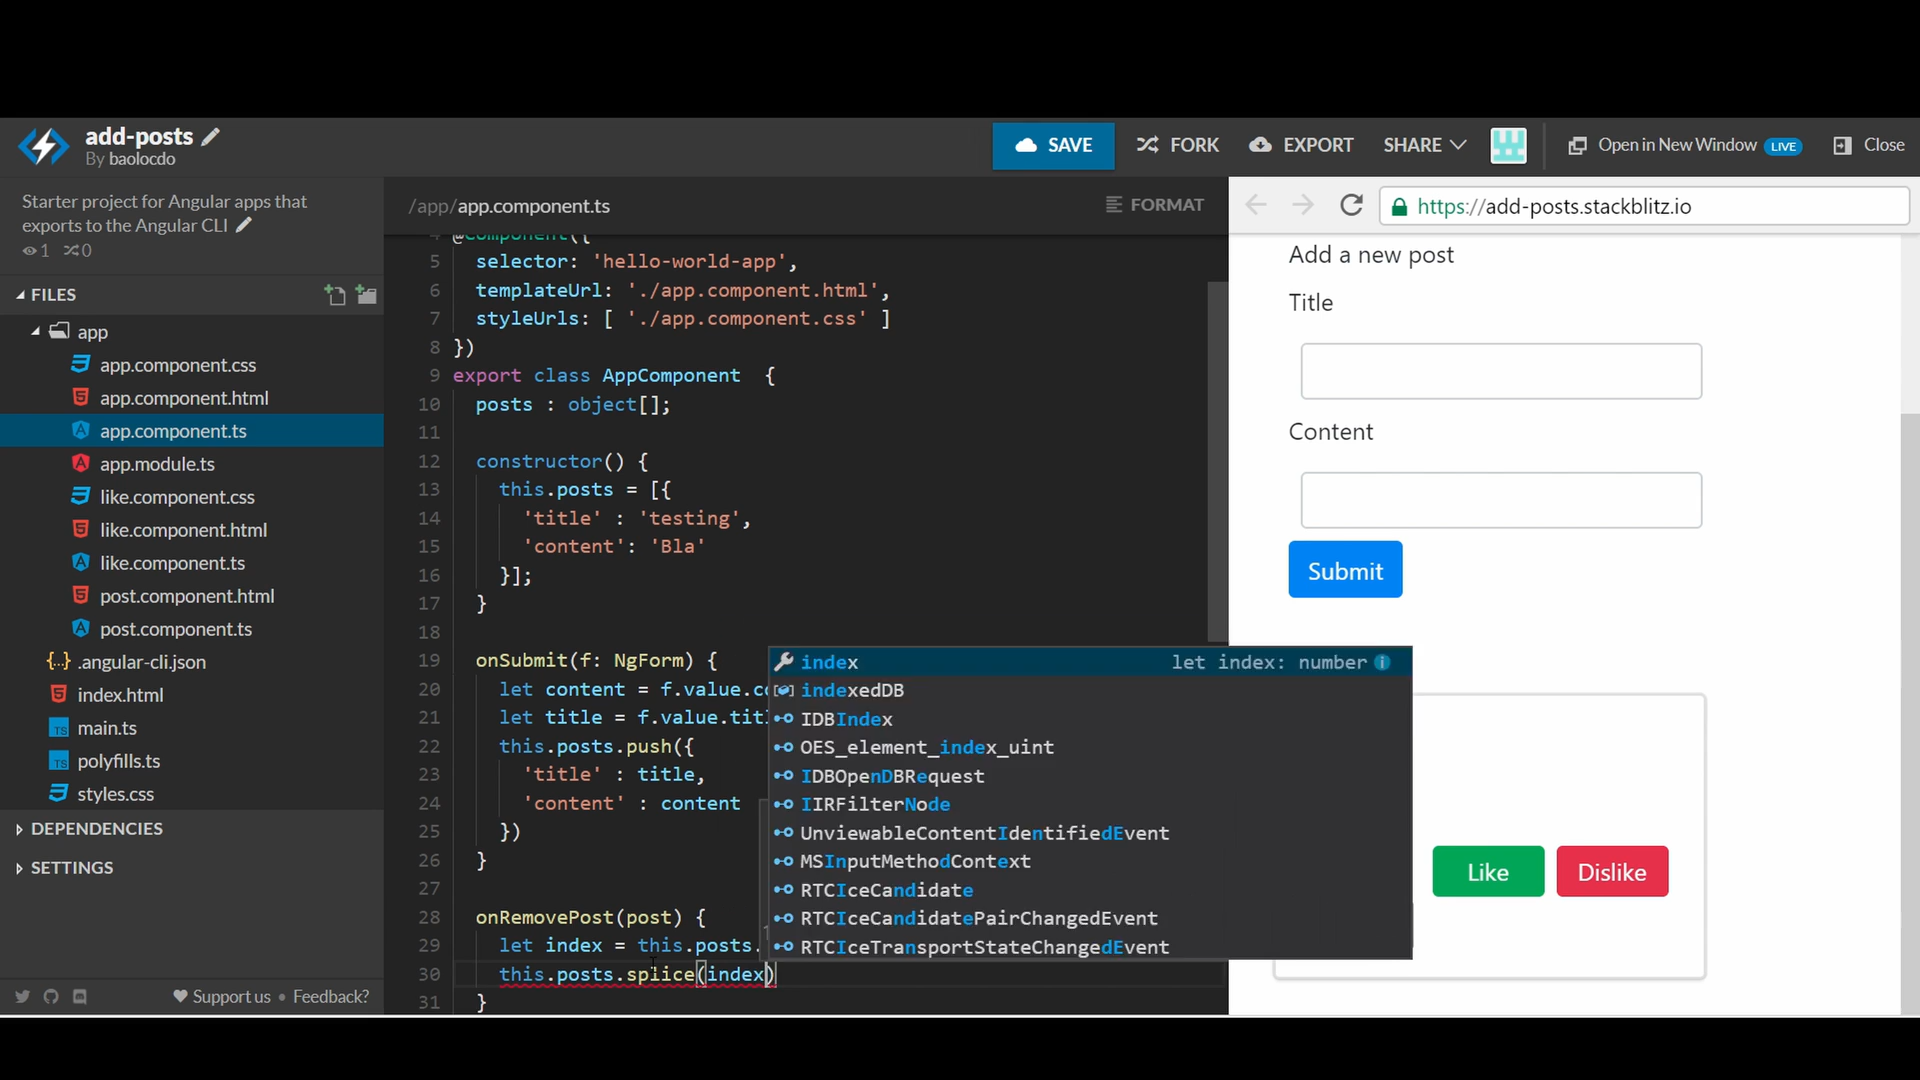 add-posts
By baolocdo
SAVE
FORK
EXPORT
SHARE
Open in New Window LIVE
Close
Starter project for Angular apps that
exports to the Angular CLI
1 0
FILES
app
app.component.css
app.component.html
app.component.ts
app.module.ts
like.component.css
like.component.html
like.component.ts
post.component.html
post.component.ts
.angular-cli.json
index.html
main.ts
polyfills.ts
styles.css
DEPENDENCIES
SETTINGS
Support us • Feedback?
/app/app.component.ts
FORMAT
4 @Component({
5 selector: 'hello-world-app',
6 templateUrl: './app.component.html',
7 styleUrls: [ './app.component.css' ]
8 })
9 export class AppComponent {
10 posts : object[];
11
12 constructor() {
13 this.posts = [{
14 'title' : 'testing',
15 'content': 'Bla'
16 }];
17 }
18
19 onSubmit(f: NgForm) {
20 let content = f.value.co
21 let title = f.value.titl
22 this.posts.push({
23 'title' : title,
24 'content' : content
25 })
26 }
27
28 onRemovePost(post) {
29 let index = this.posts.
30 this.posts.splice(index)
31 }
index let index: number
indexedDB
IDBIndex
OES_element_index_uint
IDBOpenDBRequest
IIRFilterNode
UnviewableContentIdentifiedEvent
MSInputMethodContext
RTCIceCandidate
RTCIceCandidatePairChangedEvent
RTCIceTransportStateChangedEvent
https://add-posts.stackblitz.io
Add a new post
Title
Content
Submit
Like
Dislike